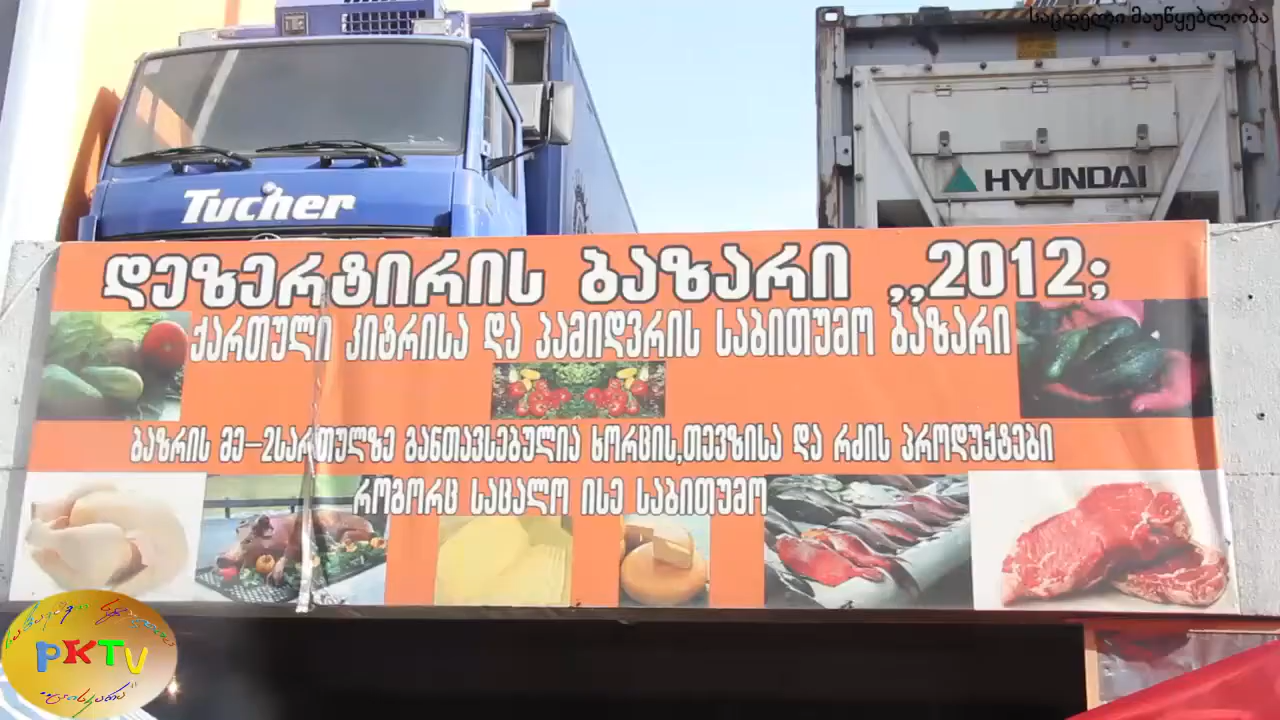 საცდელი მაუწყებლობა
Tucher
HYUNDAI
დეზერტირის ბაზარი ,,2012;
ქართული კიტრისა და პამიდვრის საბითუმო ბაზარი
ბაზრის მე-2სართულზე განთავსებულია ხორცის,თევზისა და რძის პროდუქტები
როგორც საცალო ისე საბითუმო
PKTV